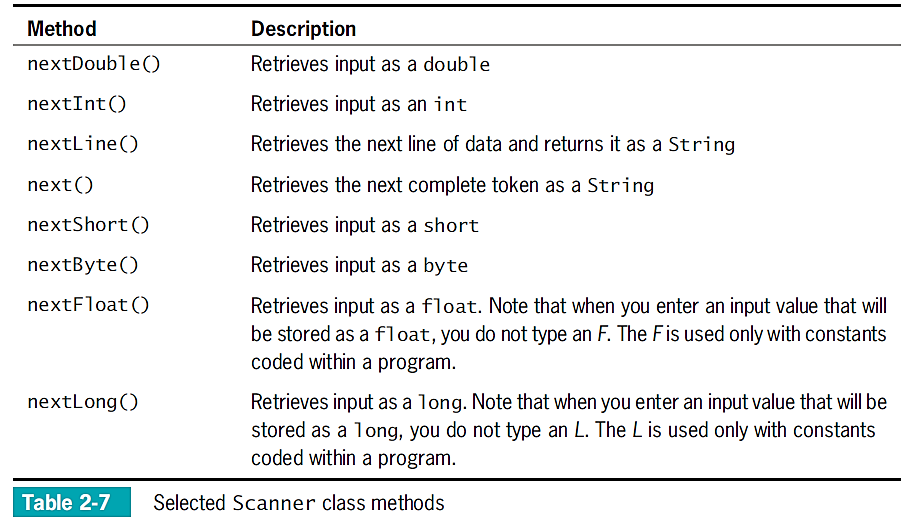 Method Description
nextDouble() Retrieves input as a double
nextInt() Retrieves input as an int
nextLine() Retrieves the next line of data and returns it as a String
next() Retrieves the next complete token as a String
nextShort() Retrieves input as a short
nextByte() Retrieves input as a byte
nextFloat() Retrieves input as a float. Note that when you enter an input value that will
be stored as a float, you do not type an F. The F is used only with constants
coded within a program.
nextLong() Retrieves input as a long. Note that when you enter an input value that will be
stored as a long, you do not type an L. The L is used only with constants
coded within a program.
Table 2-7 Selected Scanner class methods